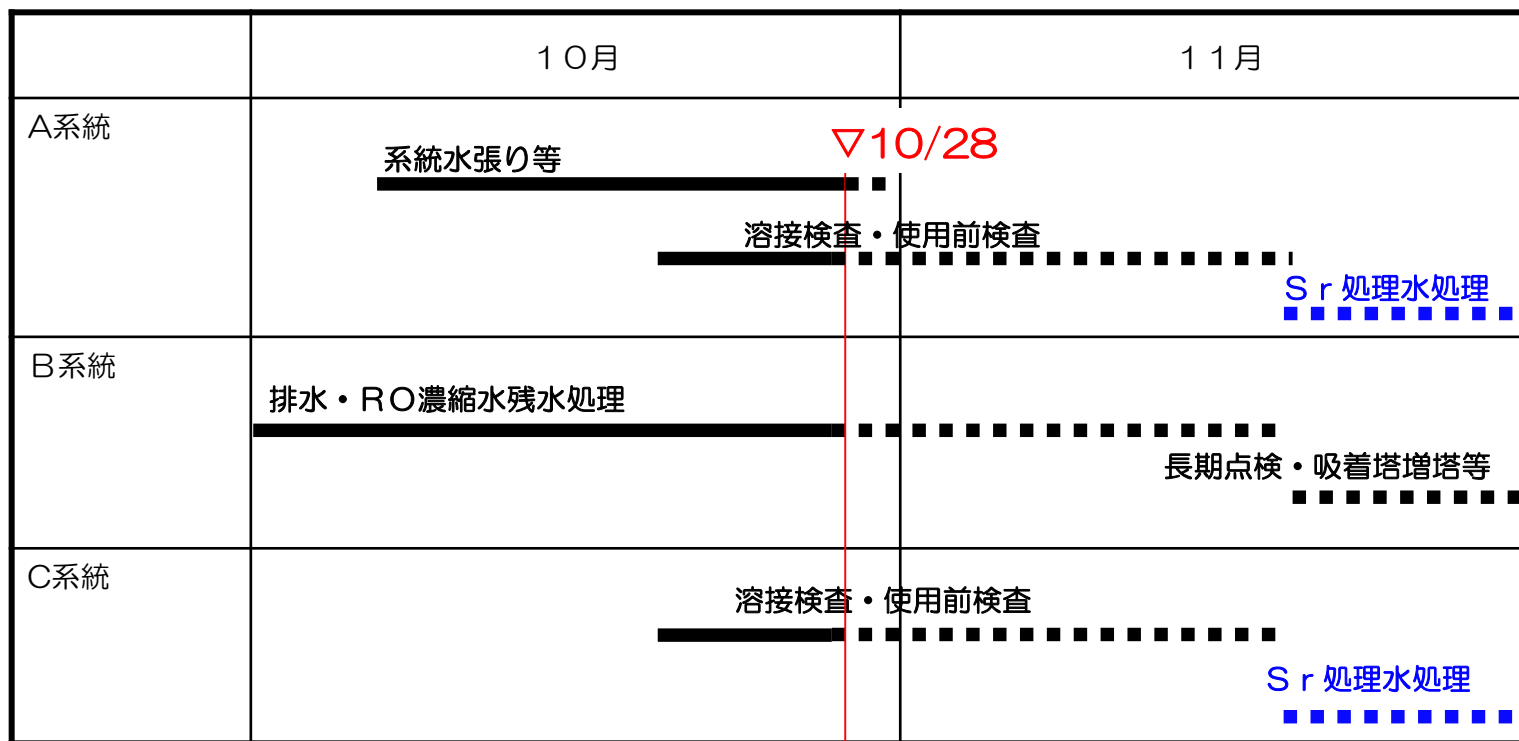 １０月
１１月
A系統
▽10/28
系統水張り等
溶接検査・使用前検査
Ｓｒ処理水処理
B系統
排水・ＲＯ濃縮水残水処理
長期点検・吸着塔増塔等
C系統
溶接検査・使用前検査
Ｓｒ処理水処理